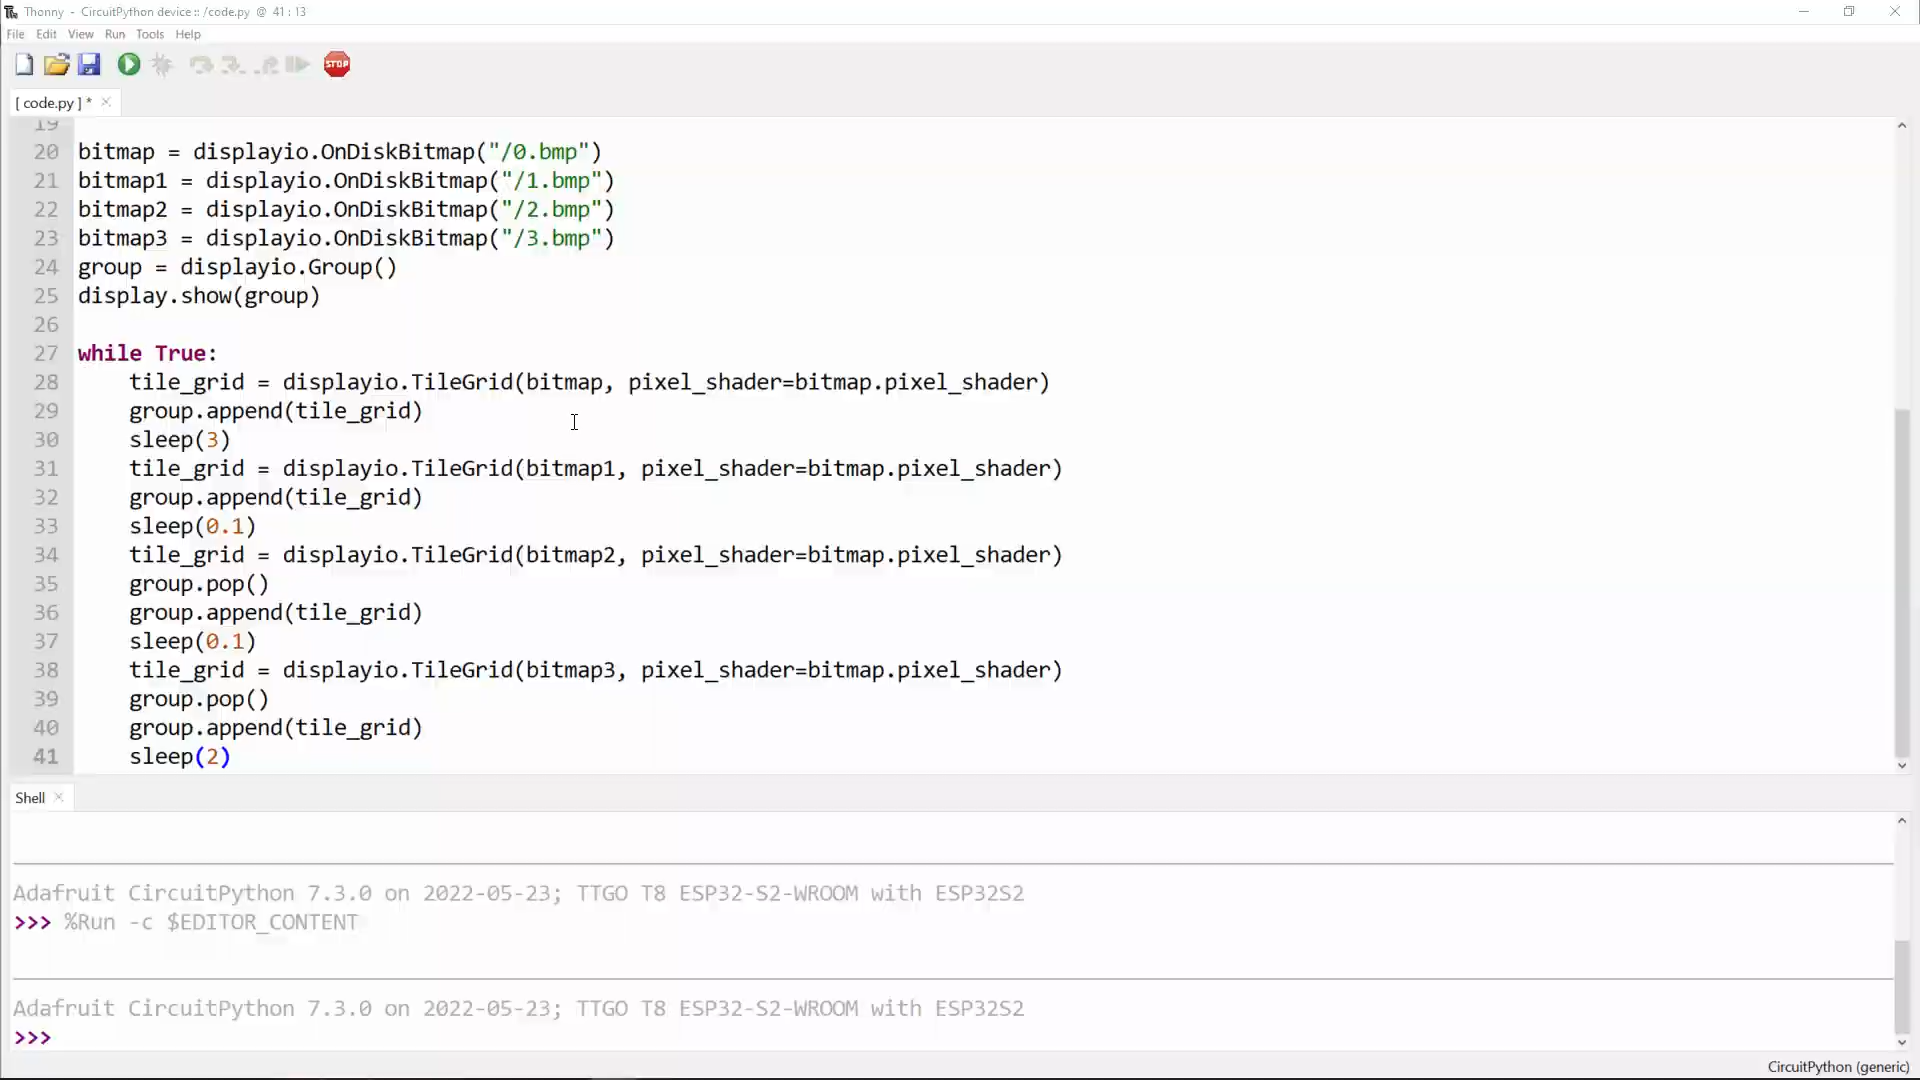 Thonny - CircuitPython device :: /code.py @ 41 : 13
File Edit View Run Tools Help
STOP
[ code.py ] *
19
20 bitmap = displayio.OnDiskBitmap("/0.bmp")
21 bitmap1 = displayio.OnDiskBitmap("/1.bmp")
22 bitmap2 = displayio.OnDiskBitmap("/2.bmp")
23 bitmap3 = displayio.OnDiskBitmap("/3.bmp")
24 group = displayio.Group()
25 display.show(group)
26
27 while True:
28     tile_grid = displayio.TileGrid(bitmap, pixel_shader=bitmap.pixel_shader)
29     group.append(tile_grid)
30     sleep(3)
31     tile_grid = displayio.TileGrid(bitmap1, pixel_shader=bitmap.pixel_shader)
32     group.append(tile_grid)
33     sleep(0.1)
34     tile_grid = displayio.TileGrid(bitmap2, pixel_shader=bitmap.pixel_shader)
35     group.pop()
36     group.append(tile_grid)
37     sleep(0.1)
38     tile_grid = displayio.TileGrid(bitmap3, pixel_shader=bitmap.pixel_shader)
39     group.pop()
40     group.append(tile_grid)
41     sleep(2)
Shell
Adafruit CircuitPython 7.3.0 on 2022-05-23; TTGO T8 ESP32-S2-WROOM with ESP32S2
>>> %Run -c $EDITOR_CONTENT
Adafruit CircuitPython 7.3.0 on 2022-05-23; TTGO T8 ESP32-S2-WROOM with ESP32S2
>>>
CircuitPython (generic)